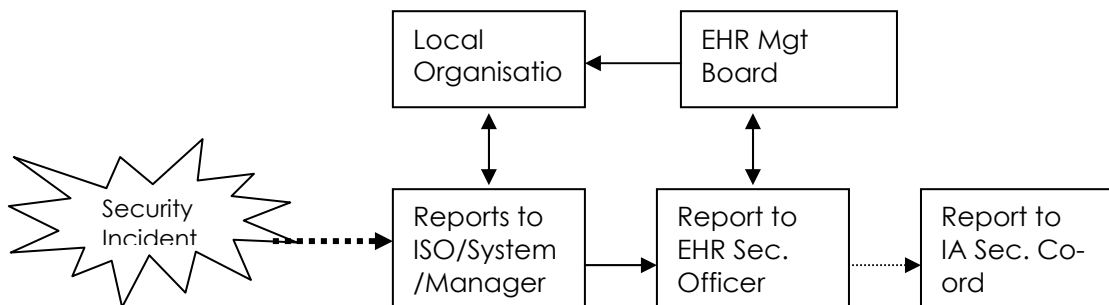 Local
Organisatio
EHR Mgt
Board
Security
Incident
Reports to
ISO/System
/Manager
Report to
EHR Sec.
Officer
Report to
IA Sec. Co-
ord